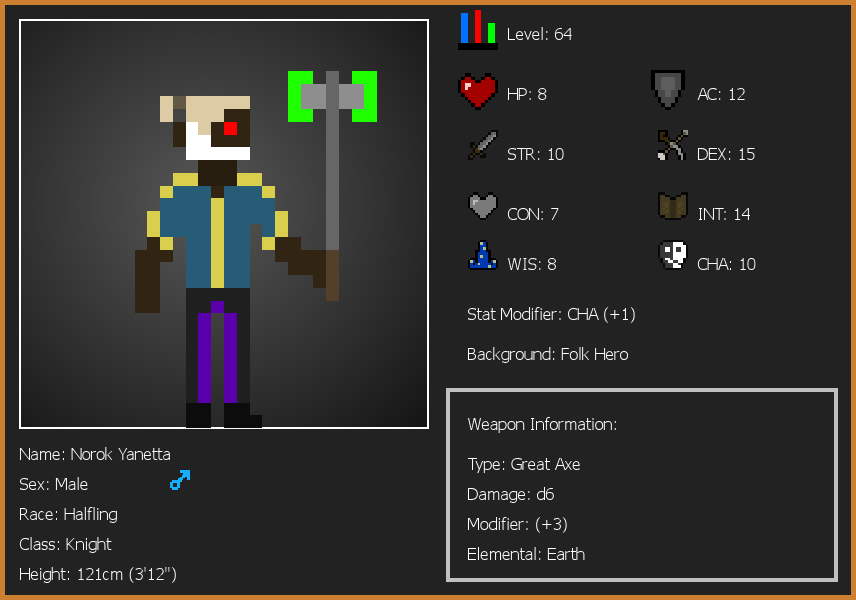 Level: 64
HP: 8
AC: 12
STR: 10
DEX: 15
CON: 7
INT: 14
WIS: 8
CHA: 10
Stat Modifier: CHA (+1)
Background: Folk Hero
Weapon Information:
Type: Great Axe
Damage: d6
Modifier: (+3)
Elemental: Earth
Name: Norok Yanetta
Sex: Male
Race: Halfling
Class: Knight
Height: 121cm (3'12")